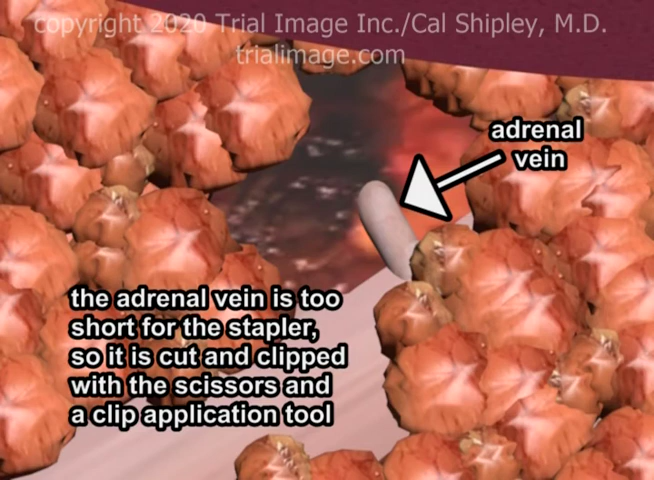 copyright 2020 Trial Image Inc./Cal Shipley, M.D.
trialimage.com
adrenal
vein
the adrenal vein is too
short for the stapler,
so it is cut and clipped
with the scissors and
a clip application tool